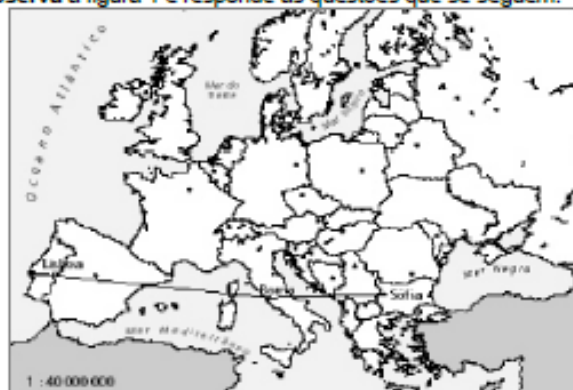 observa a figura 1 e responde às questões que se seguem:
Oceano Atlântico
Mar do
Norte
Mar Báltico
Lisboa
Roma
Sófia
Mar Negro
Mar Mediterrâneo
1 : 40 000 000